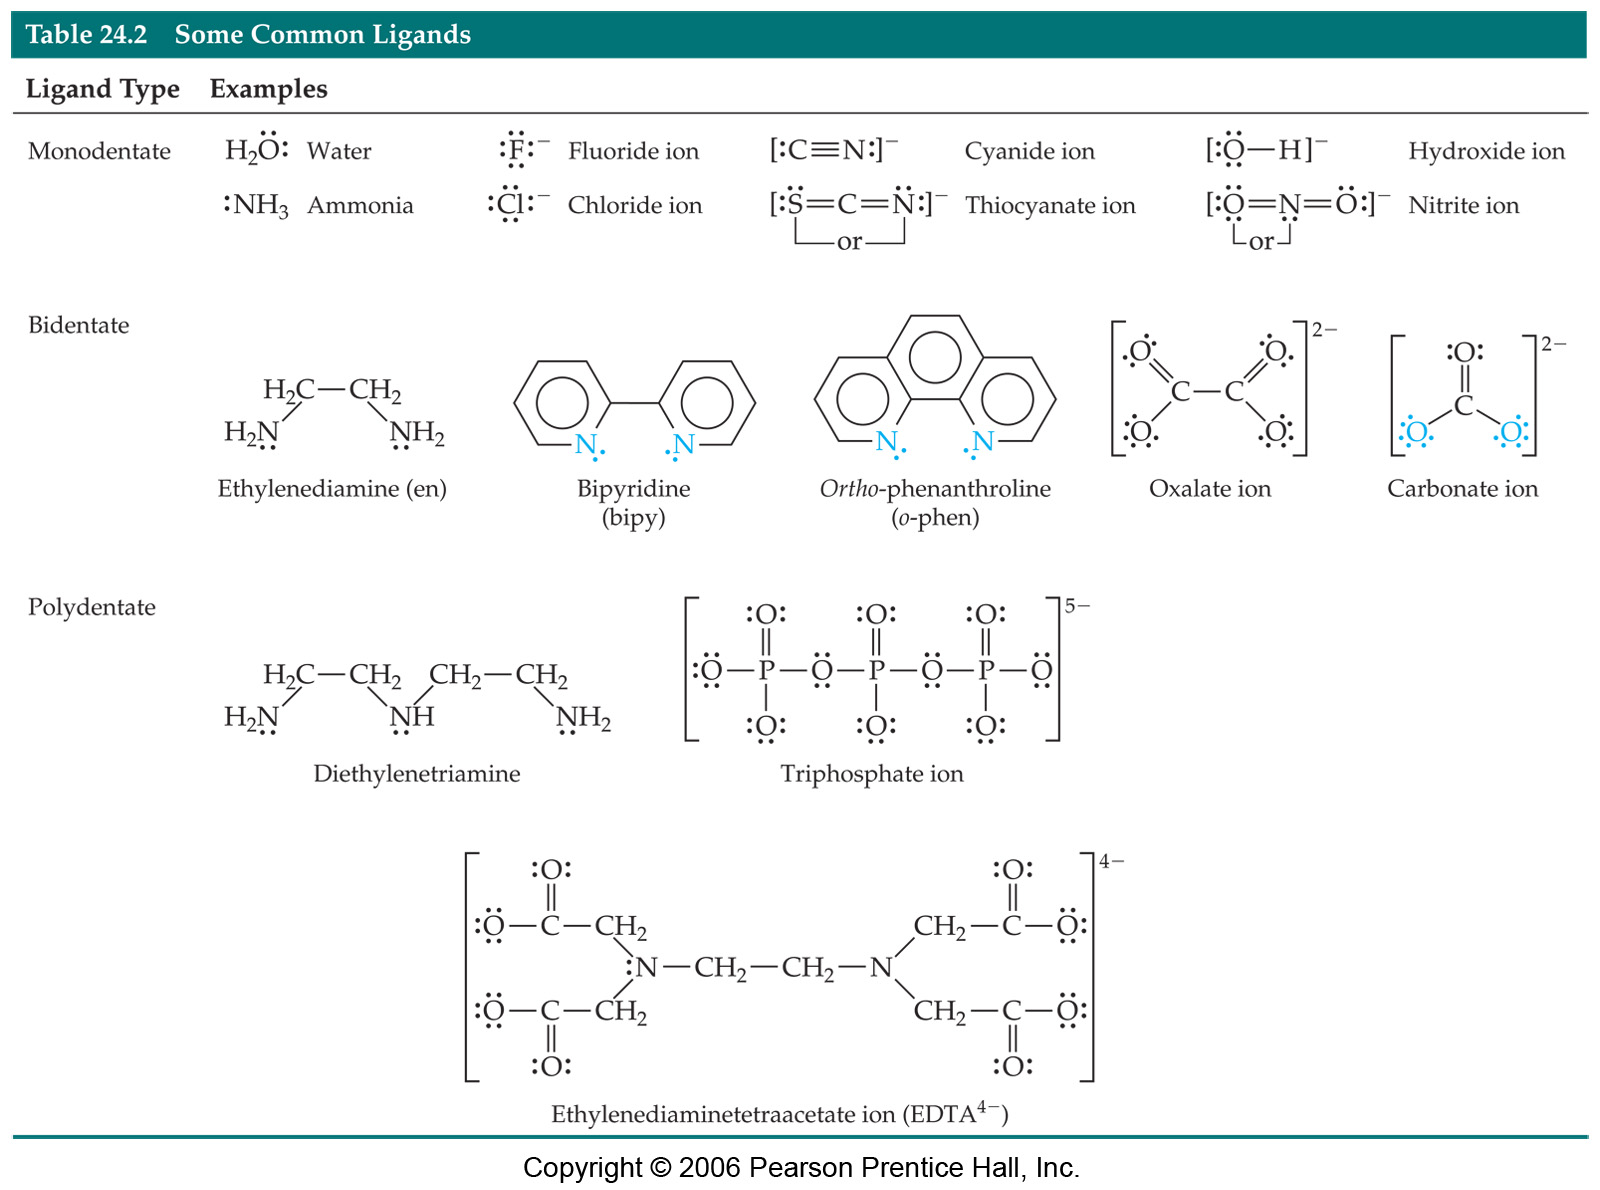 Table 24.2 Some Common Ligands
Ligand Type Examples
Monodentate H₂O: Water :F:⁻ Fluoride ion [:C≡N:]⁻ Cyanide ion [:O—H]⁻ Hydroxide ion
:NH₃ Ammonia :Cl:⁻ Chloride ion [:S=C=N:]⁻ Thiocyanate ion [:O=N=O:]⁻ Nitrite ion
or or
Bidentate
2− 2−
:O: :O: :O:
H₂C—CH₂ C—C C
H₂N NH₂ N: :N N: :N :O: :O: :O: :O:
Ethylenediamine (en) Bipyridine Ortho-phenanthroline Oxalate ion Carbonate ion
(bipy) (o-phen)
Polydentate
5−
:O: :O: :O:
H₂C—CH₂ CH₂—CH₂ :O—P—O—P—O—P—O
H₂N NH NH₂ :O: :O: :O:
Diethylenetriamine Triphosphate ion
4−
:O: :O:
:O—C—CH₂ CH₂—C—O:
:N—CH₂—CH₂—N
:O—C—CH₂ CH₂—C—O:
:O: :O:
Ethylenediaminetetraacetate ion (EDTA⁴⁻)
Copyright © 2006 Pearson Prentice Hall, Inc.